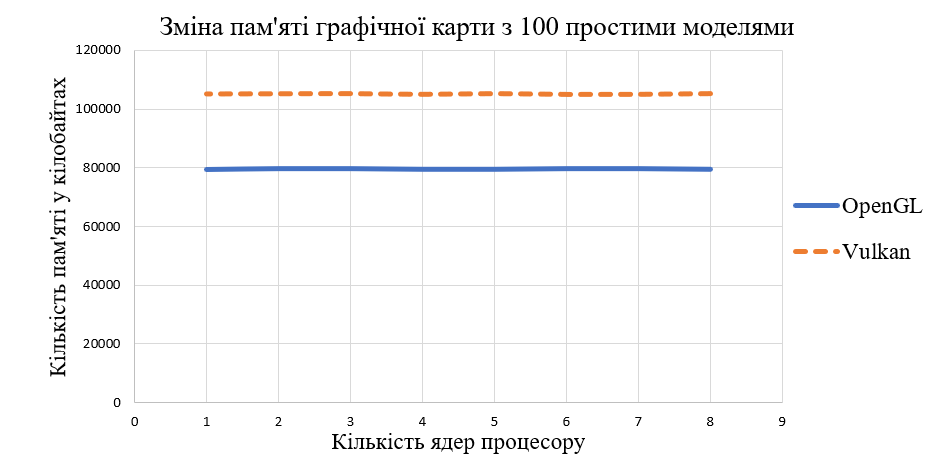 Зміна пам'яті графічної карти з 100 простими моделями
Кількість пам'яті у кілобайтах
120000
100000
80000
60000
40000
20000
0
0 1 2 3 4 5 6 7 8 9
Кількість ядер процесору
OpenGL
Vulkan